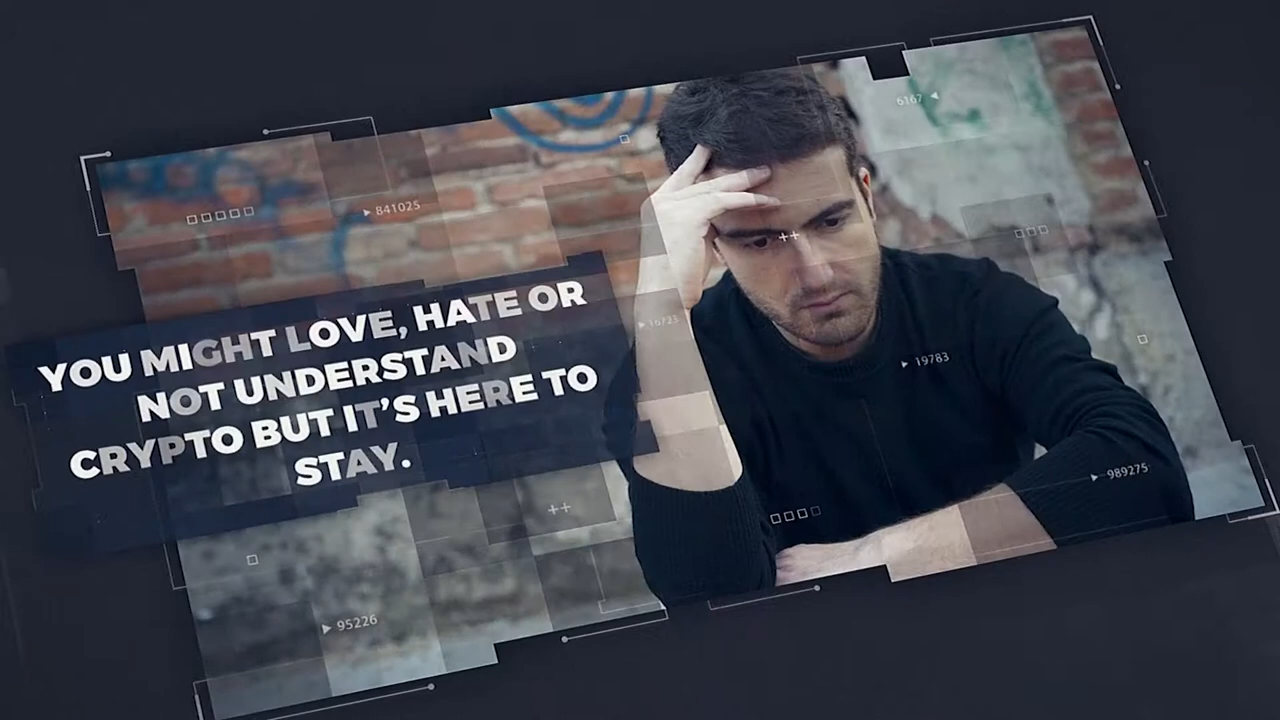 6167
841025
YOU MIGHT LOVE, HATE OR
NOT UNDERSTAND
CRYPTO BUT IT'S HERE TO
STAY.
16723
19783
989275
95226